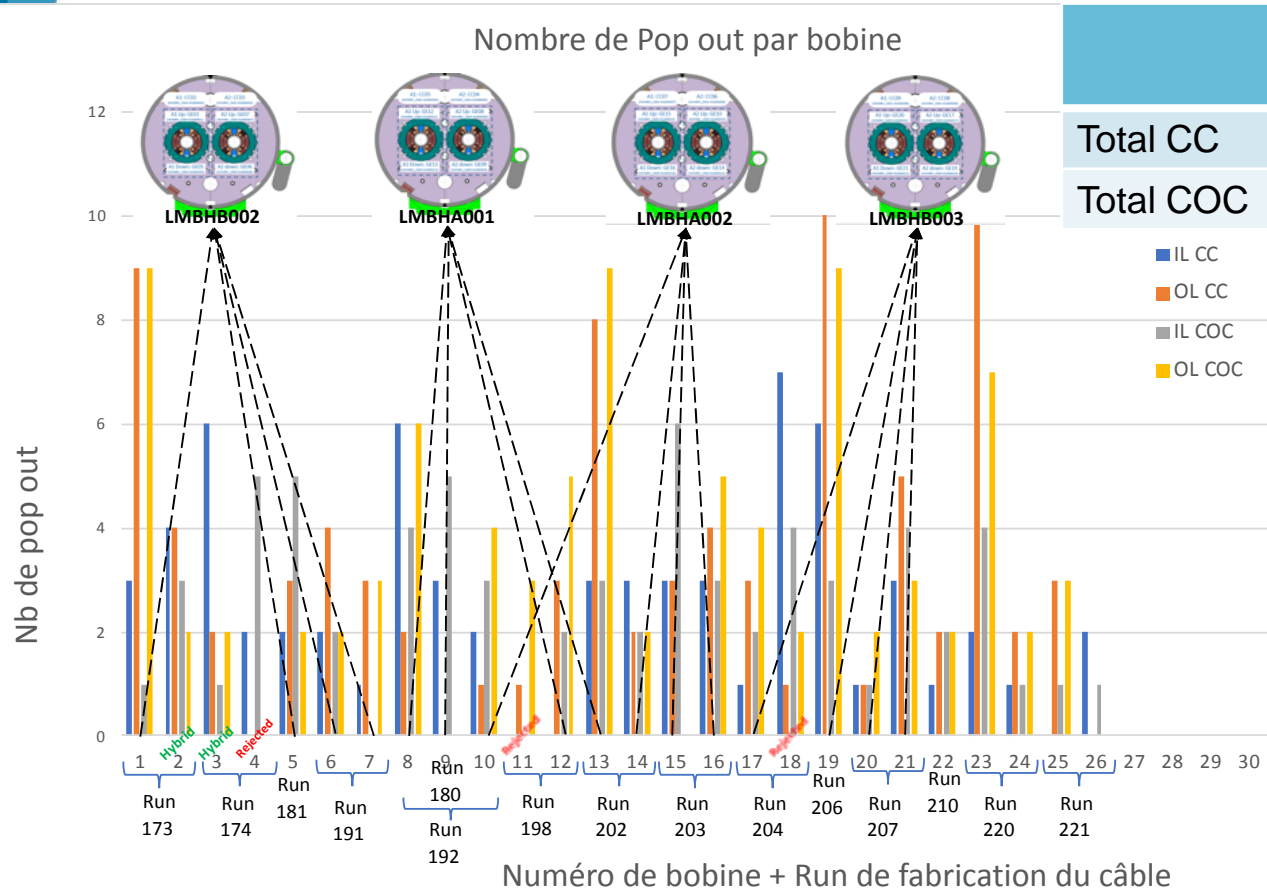 Nombre de Pop out par bobine
Total CC
Total COC
LMBHB002
LMBHA001
LMBHA002
LMBHB003
IL CC
OL CC
IL COC
OL COC
12
10
8
6
4
2
0
Nb de pop out
Hybrid
Hybrid
Rejected
Rejected
Rejected
1 2 3 4 5 6 7 8 9 10 11 12 13 14 15 16 17 18 19 20 21 22 23 24 25 26 27 28 29 30
Run
173
Run
174
Run
181
Run
191
Run
180
Run
192
Run
198
Run
202
Run
203
Run
204
Run
206
Run
207
Run
210
Run
220
Run
221
Numéro de bobine + Run de fabrication du câble